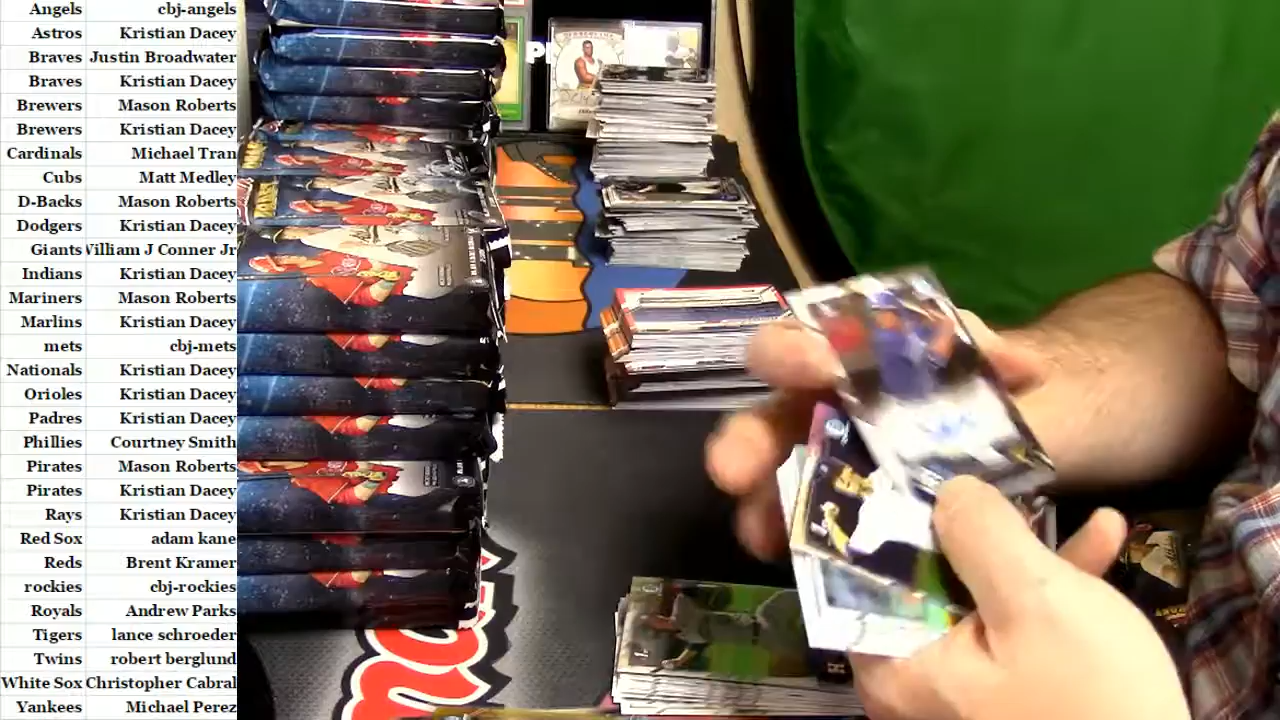 Angels cbj-angels
Astros Kristian Dacey
Braves Justin Broadwater
Braves Kristian Dacey
Brewers Mason Roberts
Brewers Kristian Dacey
Cardinals Michael Tran
Cubs Matt Medley
D-Backs Mason Roberts
Dodgers Kristian Dacey
Giants William J Conner Jr
Indians Kristian Dacey
Mariners Mason Roberts
Marlins Kristian Dacey
mets cbj-mets
Nationals Kristian Dacey
Orioles Kristian Dacey
Padres Kristian Dacey
Phillies Courtney Smith
Pirates Mason Roberts
Pirates Kristian Dacey
Rays Kristian Dacey
Red Sox adam kane
Reds Brent Kramer
rockies cbj-rockies
Royals Andrew Parks
Tigers lance schroeder
Twins robert berglund
White Sox Christopher Cabral
Yankees Michael Perez